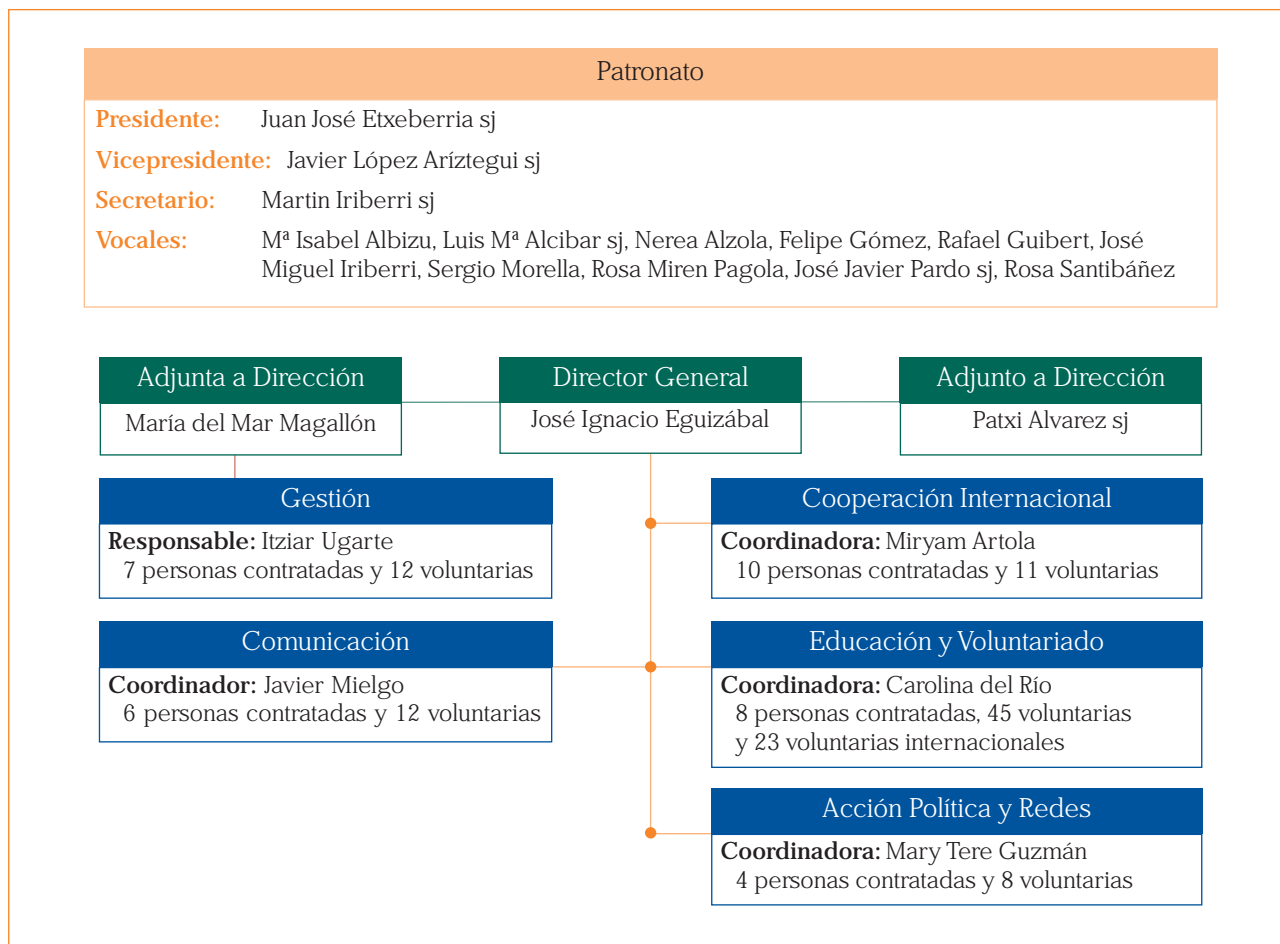 Patronato
Presidente: Juan José Etxeberria sj
Vicepresidente: Javier López Aríztegui sj
Secretario: Martin Iriberri sj
Vocales: Mª Isabel Albizu, Luis Mª Alcibar sj, Nerea Alzola, Felipe Gómez, Rafael Guibert, José
Miguel Iriberri, Sergio Morella, Rosa Miren Pagola, José Javier Pardo sj, Rosa Santibáñez
Adjunta a Dirección
María del Mar Magallón
Director General
José Ignacio Eguizábal
Adjunto a Dirección
Patxi Alvarez sj
Gestión
Responsable: Itziar Ugarte
7 personas contratadas y 12 voluntarias
Cooperación Internacional
Coordinadora: Miryam Artola
10 personas contratadas y 11 voluntarias
Comunicación
Coordinador: Javier Mielgo
6 personas contratadas y 12 voluntarias
Educación y Voluntariado
Coordinadora: Carolina del Río
8 personas contratadas, 45 voluntarias
y 23 voluntarias internacionales
Acción Política y Redes
Coordinadora: Mary Tere Guzmán
4 personas contratadas y 8 voluntarias